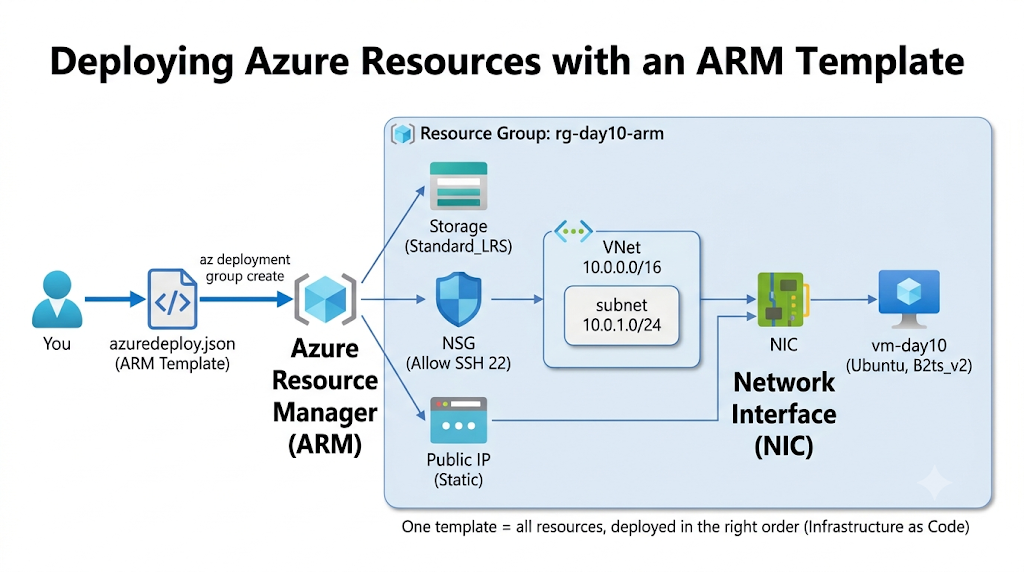 Deploying Azure Resources with an ARM Template
Resource Group: rg-day10-arm
Storage
(Standard_LRS)
az deployment
group create
VNet
10.0.0.0/16
subnet
10.0.1.0/24
You
azuredeploy.json
(ARM Template)
Azure
Resource
Manager
(ARM)
NSG
(Allow SSH 22)
NIC
Network
Interface
(NIC)
vm-day10
(Ubuntu, B2ts_v2)
Public IP
(Static)
One template = all resources, deployed in the right order (Infrastructure as Code)